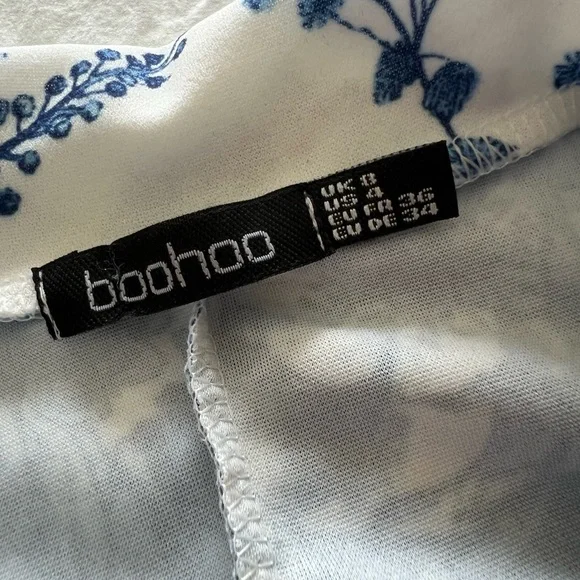 boohoo
UK 8
US 4
EU FR 36
EU DE 34